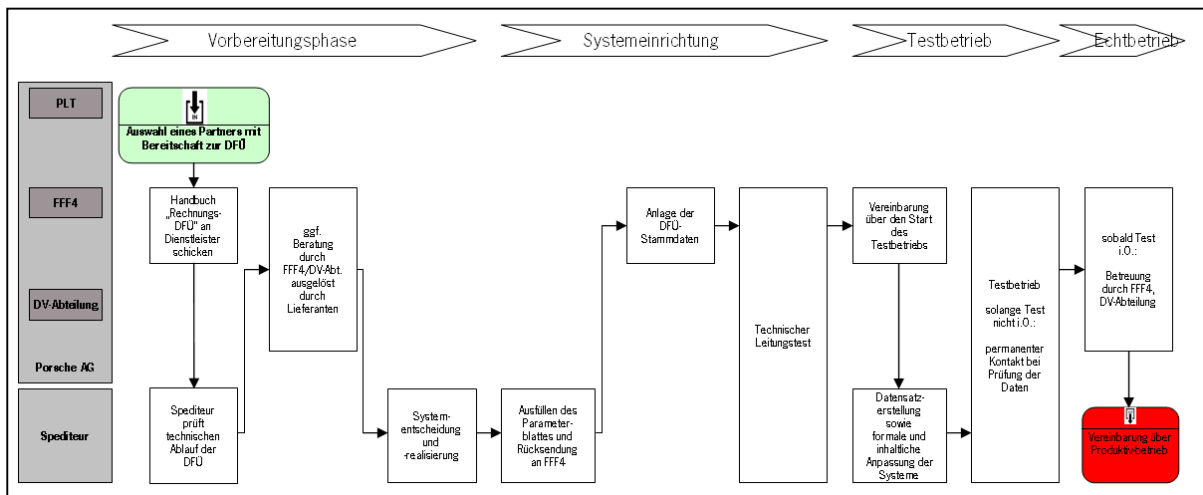 Vorbereitungsphase
Systemeinrichtung
Testbetrieb
Echtbetrieb
PLT
FFF4
DV-Abteilung
Porsche AG
Spediteur
IN
Auswahl eines Partners mit
Bereitschaft zur DFÜ
Handbuch
„Rechnungs-
DFÜ" an
Dienstleister
schicken
Spediteur
prüft
technischen
Ablauf der
DFÜ
ggf.
Beratung
durch
FFF4/DV-Abt.
ausgelöst
durch
Lieferanten
System-
entscheidung
und
-realisierung
Ausfüllen des
Parameter-
blattes und
Rücksendung
an FFF4
Anlage der
DFÜ-
Stammdaten
Technischer
Leitungstest
Vereinbarung
über den Start
des
Testbetriebs
Datensatz-
erstellung
sowie
formale und
inhaltliche
Anpassung der
Systeme
Testbetrieb
solange Test
nicht i.O.:
permanenter
Kontakt bei
Prüfung der
Daten
sobald Test
i.O.:
Betreuung
durch FFF4,
DV-Abteilung
Vereinbarung über
Produktiv-betrieb